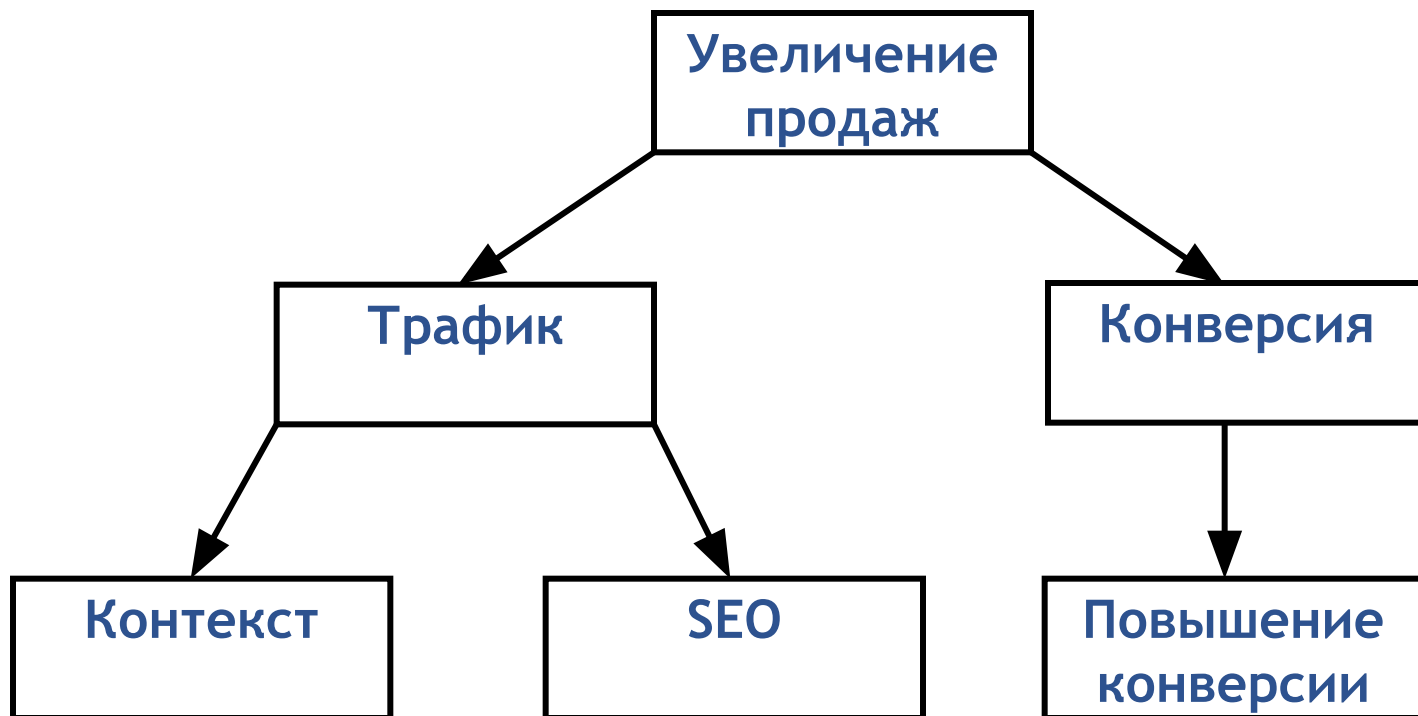 Увеличение
продаж
Трафик
Конверсия
Контекст
SEO
Повышение
конверсии